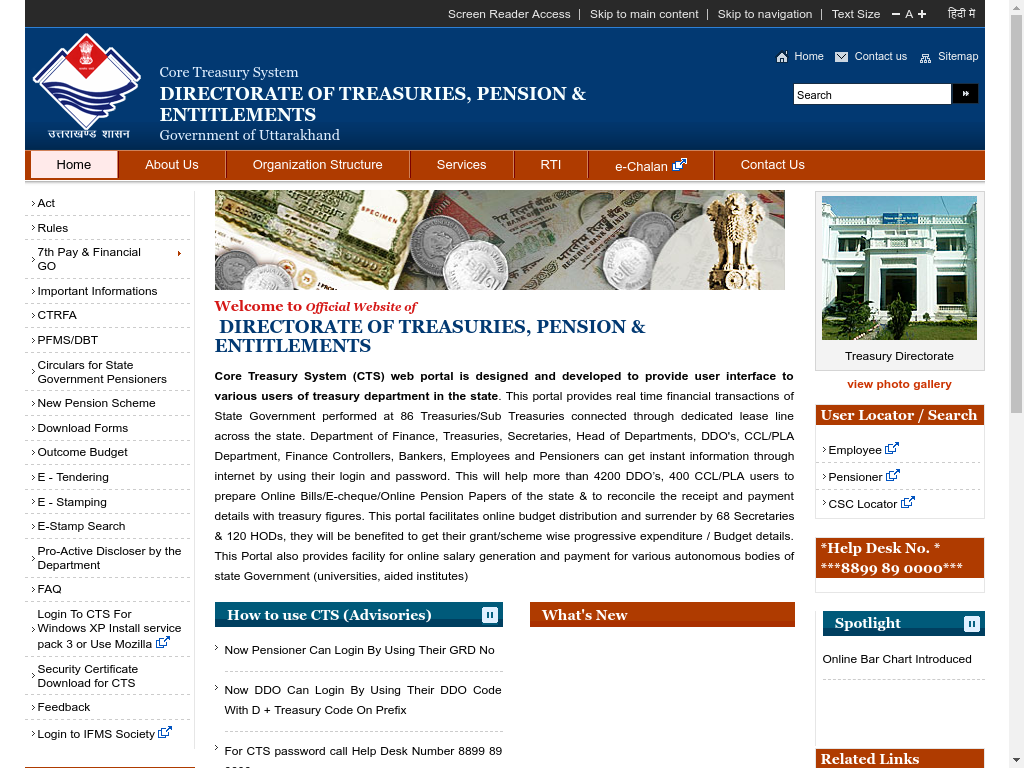 Screen Reader Access | Skip to main content | Skip to navigation | Text Size − A + हिंदी में
Home Contact us Sitemap
Core Treasury System
DIRECTORATE OF TREASURIES, PENSION &
ENTITLEMENTS
Government of Uttarakhand
Search
उत्तराखण्ड शासन
Home About Us Organization Structure Services RTI e-Chalan Contact Us
Act
Rules
7th Pay & Financial
GO
Important Informations
CTRFA
PFMS/DBT
Circulars for State
Government Pensioners
New Pension Scheme
Download Forms
Outcome Budget
E - Tendering
E - Stamping
E-Stamp Search
Pro-Active Discloser by the
Department
FAQ
Login To CTS For
Windows XP Install service
pack 3 or Use Mozilla
Security Certificate
Download for CTS
Feedback
Login to IFMS Society
SPECIMEN
Welcome to Official Website of
DIRECTORATE OF TREASURIES, PENSION &
ENTITLEMENTS
Core Treasury System (CTS) web portal is designed and developed to provide user interface to
various users of treasury department in the state. This portal provides real time financial transactions of
State Government performed at 86 Treasuries/Sub Treasuries connected through dedicated lease line
across the state. Department of Finance, Treasuries, Secretaries, Head of Departments, DDO's, CCL/PLA
Department, Finance Controllers, Bankers, Employees and Pensioners can get instant information through
internet by using their login and password. This will help more than 4200 DDO's, 400 CCL/PLA users to
prepare Online Bills/E-cheque/Online Pension Papers of the state & to reconcile the receipt and payment
details with treasury figures. This portal facilitates online budget distribution and surrender by 68 Secretaries
& 120 HODs, they will be benefited to get their grant/scheme wise progressive expenditure / Budget details.
This Portal also provides facility for online salary generation and payment for various autonomous bodies of
state Government (universities, aided institutes)
How to use CTS (Advisories)
Now Pensioner Can Login By Using Their GRD No
Now DDO Can Login By Using Their DDO Code
With D + Treasury Code On Prefix
For CTS password call Help Desk Number 8899 89
What's New
Treasury Directorate
view photo gallery
User Locator / Search
Employee
Pensioner
CSC Locator
*Help Desk No. *
***8899 89 0000***
Spotlight
Online Bar Chart Introduced
Related Links